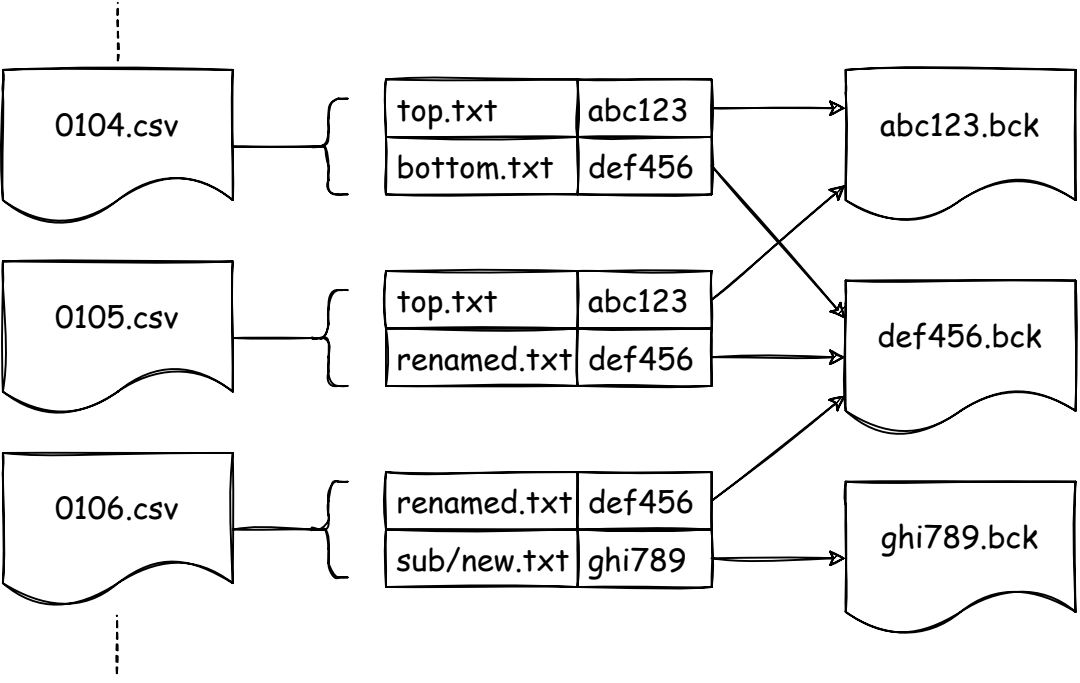 0104.csv
top.txt abc123
bottom.txt def456
abc123.bck
0105.csv
top.txt abc123
renamed.txt def456
def456.bck
0106.csv
renamed.txt def456
sub/new.txt ghi789
ghi789.bck